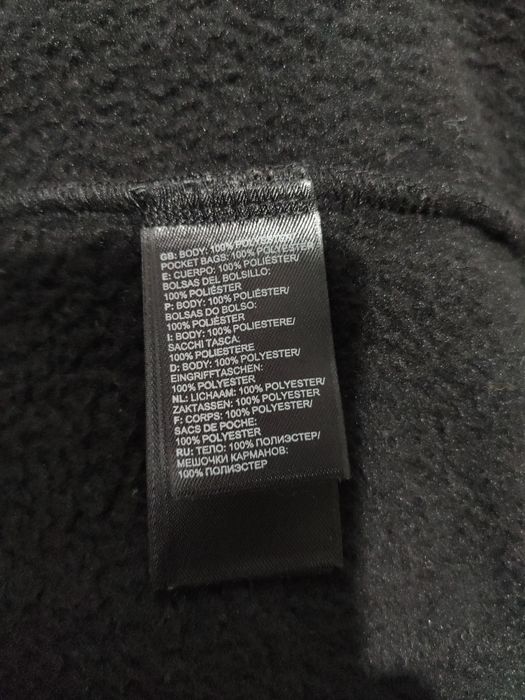 GB: BODY: 100% POLYESTER/
POCKET BAGS: 100% POLYESTER
E: CUERPO: 100% POLIÉSTER/
BOLSAS DEL BOLSILLO:
100% POLIÉSTER
P: BODY: 100% POLIÉSTER/
BOLSAS DO BOLSO:
100% POLIÉSTER
I: BODY: 100% POLIESTERE/
SACCHI TASCA:
100% POLIESTERE
D: BODY: 100% POLYESTER/
EINGRIFFTASCHEN:
100% POLYESTER
NL: LICHAAM: 100% POLYESTER/
ZAKTASSEN: 100% POLYESTER
F: CORPS: 100% POLYESTER/
SACS DE POCHE:
100% POLYESTER
RU: ТЕЛО: 100% ПОЛИЭСТЕР/
МЕШОЧКИ КАРМАНОВ:
100% ПОЛИЭСТЕР